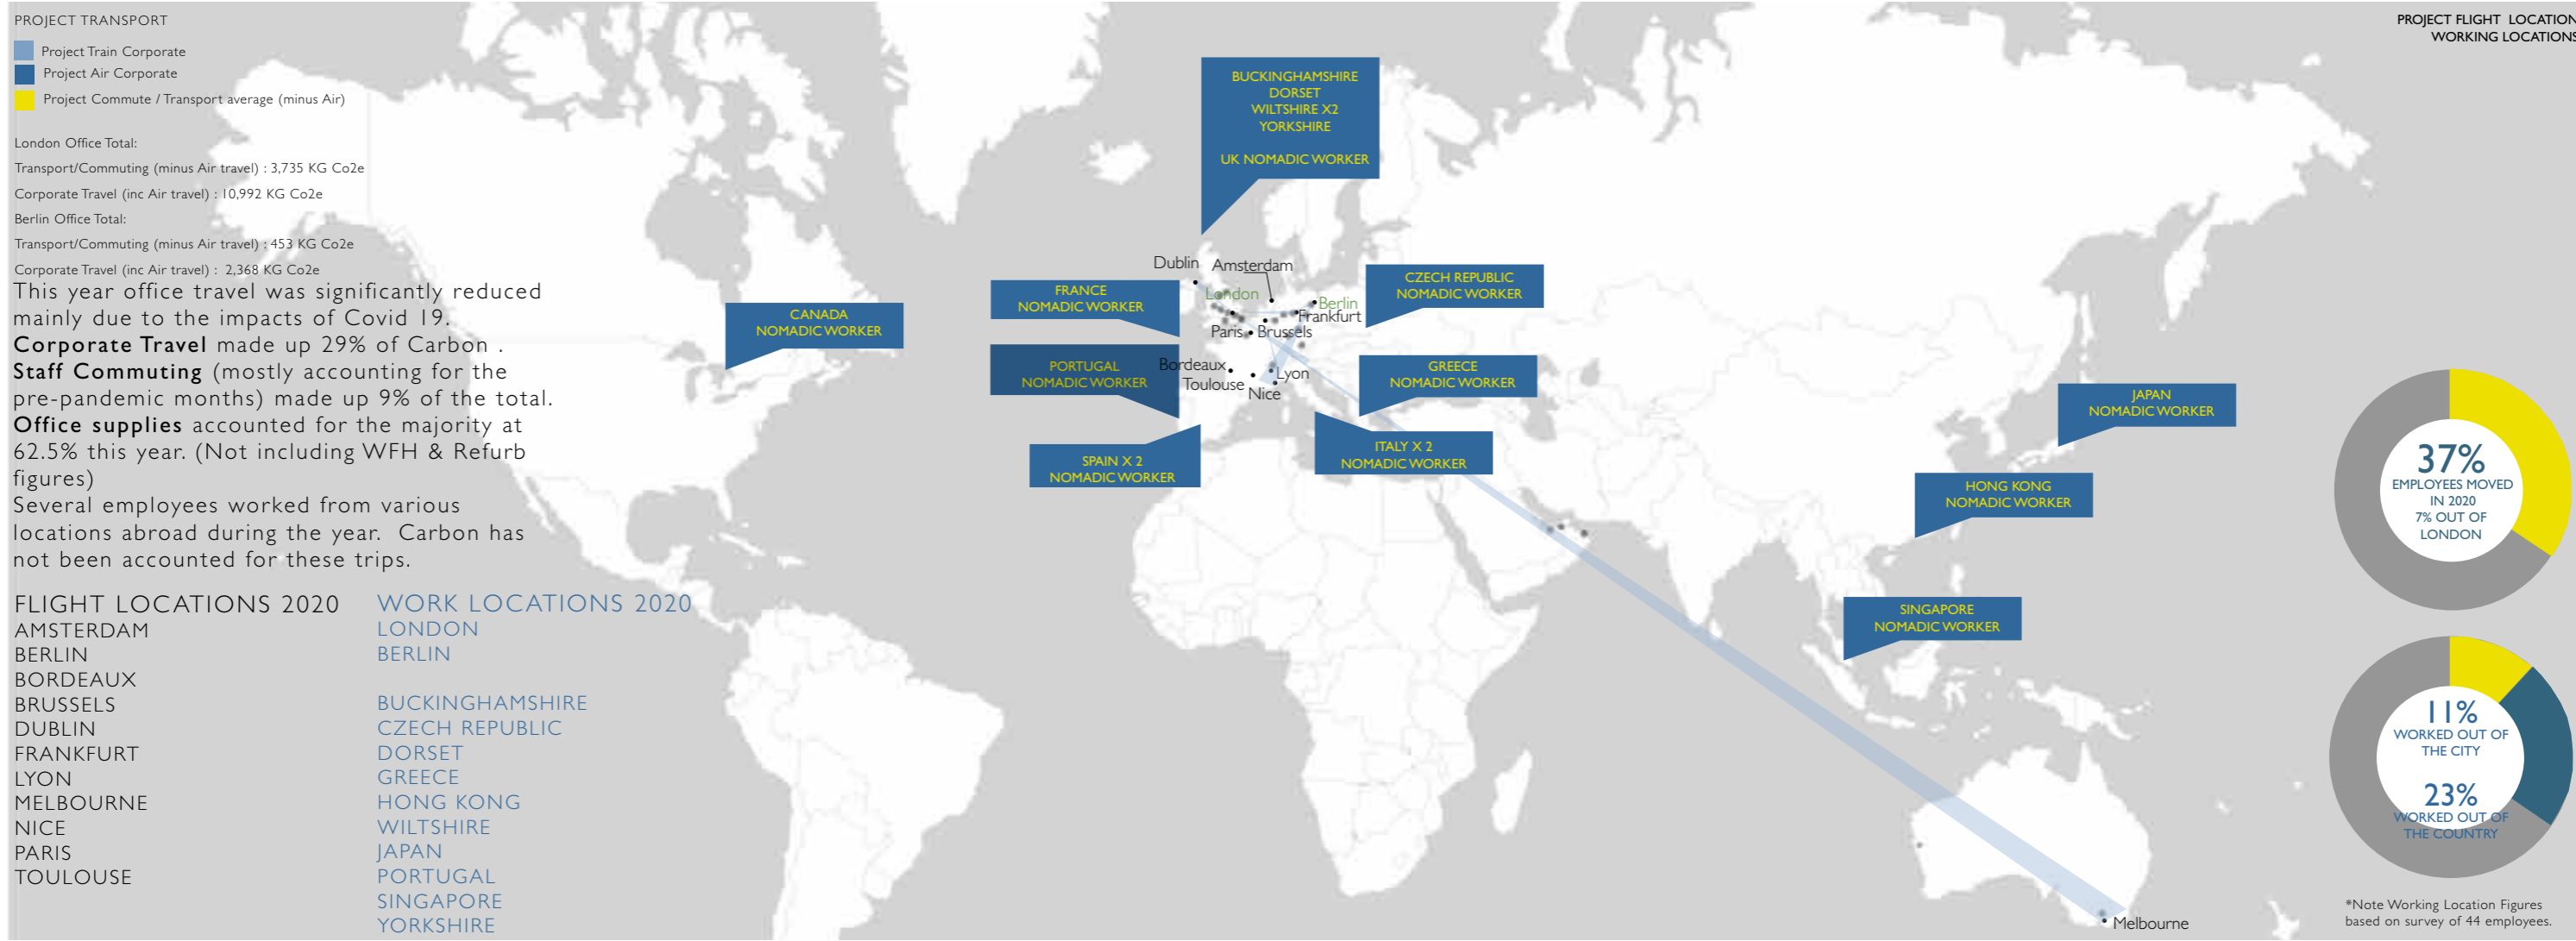 PROJECT TRANSPORT
Project Train Corporate
Project Air Corporate
Project Commute / Transport average (minus Air)
London Office Total:
Transport/Commuting (minus Air travel) : 3,735 KG Co2e
Corporate Travel (inc Air travel) : 10,992 KG Co2e
Berlin Office Total:
Transport/Commuting (minus Air travel) : 453 KG Co2e
Corporate Travel (inc Air travel) : 2,368 KG Co2e
This year office travel was significantly reduced
mainly due to the impacts of Covid 19.
Corporate Travel made up 29% of Carbon .
Staff Commuting (mostly accounting for the
pre-pandemic months) made up 9% of the total.
Office supplies accounted for the majority at
62.5% this year. (Not including WFH & Refurb
figures)
Several employees worked from various
locations abroad during the year. Carbon has
not been accounted for these trips.
FLIGHT LOCATIONS 2020
AMSTERDAM
BERLIN
BORDEAUX
BRUSSELS
DUBLIN
FRANKFURT
LYON
MELBOURNE
NICE
PARIS
TOULOUSE
WORK LOCATIONS 2020
LONDON
BERLIN
BUCKINGHAMSHIRE
CZECH REPUBLIC
DORSET
GREECE
HONG KONG
WILTSHIRE
JAPAN
PORTUGAL
SINGAPORE
YORKSHIRE
CANADA
NOMADIC WORKER
BUCKINGHAMSHIRE
DORSET
WILTSHIRE X2
YORKSHIRE
UK NOMADIC WORKER
FRANCE
NOMADIC WORKER
PORTUGAL
NOMADIC WORKER
SPAIN X 2
NOMADIC WORKER
Dublin
Amsterdam
London
Berlin
Frankfurt
Paris
Brussels
Bordeaux
Lyon
Toulouse
Nice
CZECH REPUBLIC
NOMADIC WORKER
GREECE
NOMADIC WORKER
ITALY X 2
NOMADIC WORKER
JAPAN
NOMADIC WORKER
HONG KONG
NOMADIC WORKER
SINGAPORE
NOMADIC WORKER
Melbourne
PROJECT FLIGHT LOCATION
WORKING LOCATIONS
37%
EMPLOYEES MOVED
IN 2020
7% OUT OF
LONDON
11%
WORKED OUT OF
THE CITY
23%
WORKED OUT OF
THE COUNTRY
*Note Working Location Figures
based on survey of 44 employees.